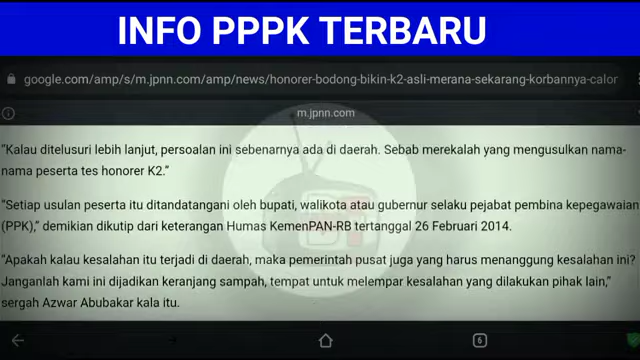 INFO PPPK TERBARU
google.com/amp/s/m.jpnn.com/amp/news/honorer-bodong-bikin-k2-asli-merana-sekarang-korbannya-calor
m.jpnn.com
"Kalau ditelusuri lebih lanjut, persoalan ini sebenarnya ada di daerah. Sebab merekalah yang mengusulkan nama-
nama peserta tes honorer K2."
"Setiap usulan peserta itu ditandatangani oleh bupati, walikota atau gubernur selaku pejabat pembina kepegawaian
(PPK)," demikian dikutip dari keterangan Humas KemenPAN-RB tertanggal 26 Februari 2014.
"Apakah kalau kesalahan itu terjadi di daerah, maka pemerintah pusat juga yang harus menanggung kesalahan ini?
Janganlah kami ini dijadikan keranjang sampah, tempat untuk melempar kesalahan yang dilakukan pihak lain,"
sergah Azwar Abubakar kala itu.
6